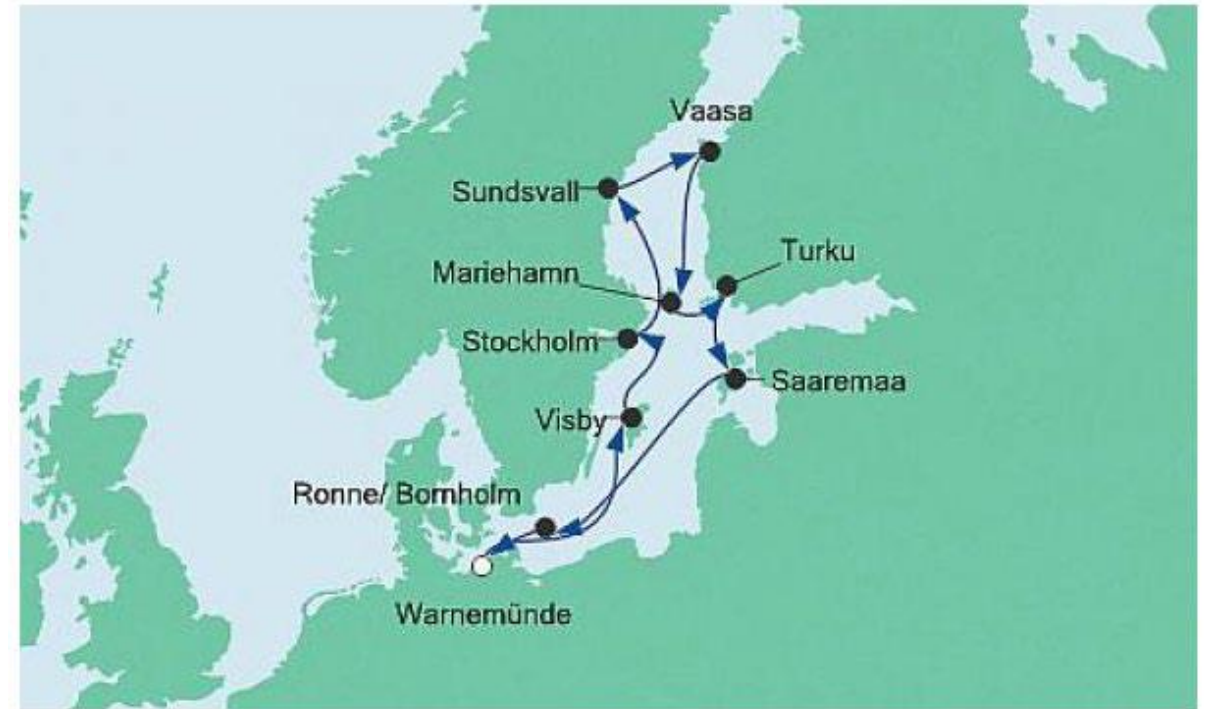 Vaasa
Sundsvall
Turku
Mariehamn
Stockholm
Saaremaa
Visby
Ronne/ Bornholm
Warnemünde